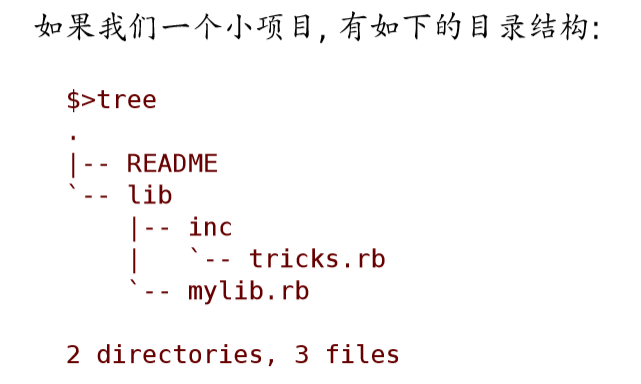 如果我们一个小项目, 有如下的目录结构:
$>tree
.
|-- README
`-- lib
    |-- inc
    |   `-- tricks.rb
    `-- mylib.rb
2 directories, 3 files